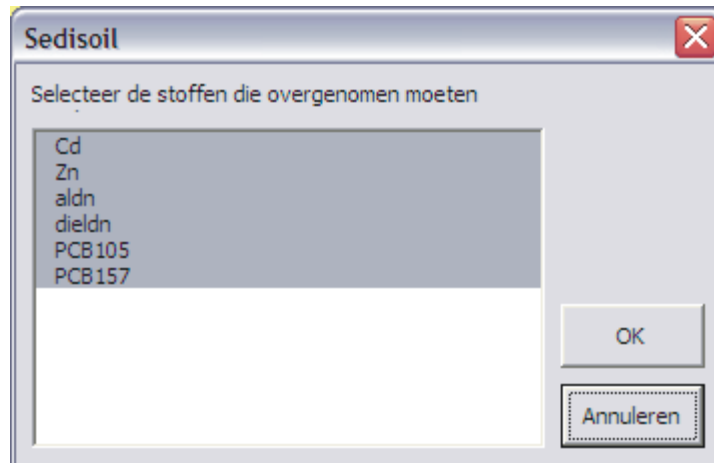 Sedisoil
Selecteer de stoffen die overgenomen moeten
Cd
Zn
aldn
dieldn
PCB105
PCB157
OK
Annuleren